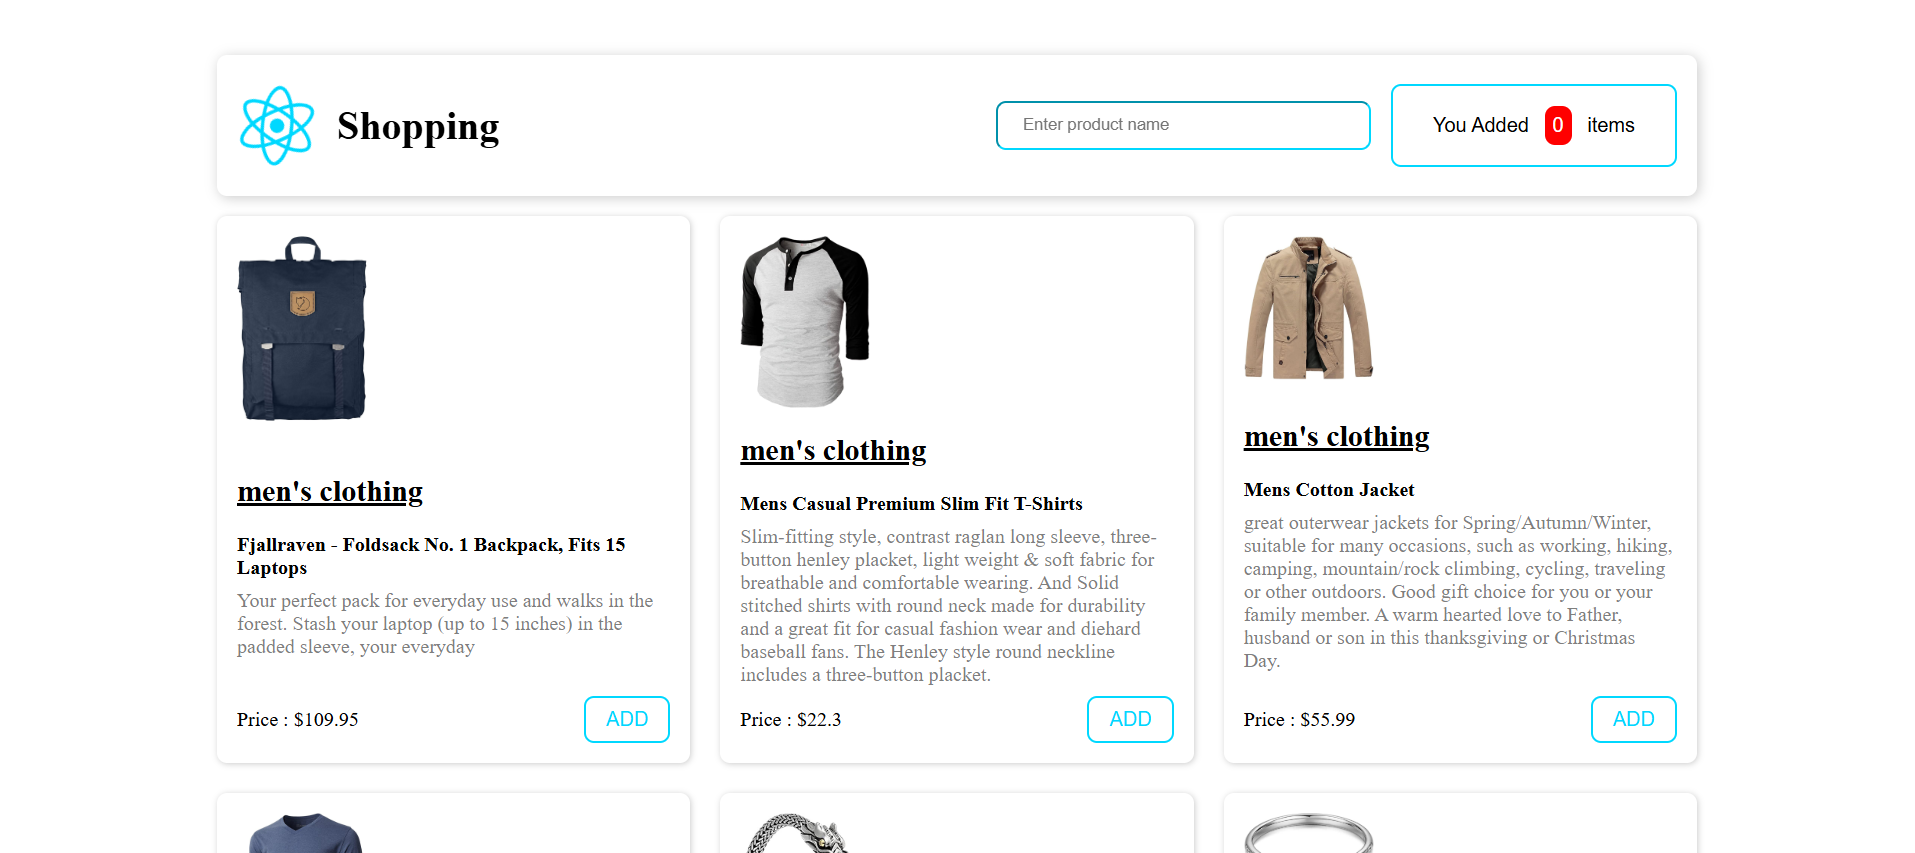 Shopping
Enter product name
You Added 0 items
men's clothing
Fjallraven - Foldsack No. 1 Backpack, Fits 15
Laptops
Your perfect pack for everyday use and walks in the
forest. Stash your laptop (up to 15 inches) in the
padded sleeve, your everyday
Price : $109.95
ADD
men's clothing
Mens Casual Premium Slim Fit T-Shirts
Slim-fitting style, contrast raglan long sleeve, three-
button henley placket, light weight & soft fabric for
breathable and comfortable wearing. And Solid
stitched shirts with round neck made for durability
and a great fit for casual fashion wear and diehard
baseball fans. The Henley style round neckline
includes a three-button placket.
Price : $22.3
ADD
men's clothing
Mens Cotton Jacket
great outerwear jackets for Spring/Autumn/Winter,
suitable for many occasions, such as working, hiking,
camping, mountain/rock climbing, cycling, traveling
or other outdoors. Good gift choice for you or your
family member. A warm hearted love to Father,
husband or son in this thanksgiving or Christmas
Day.
Price : $55.99
ADD